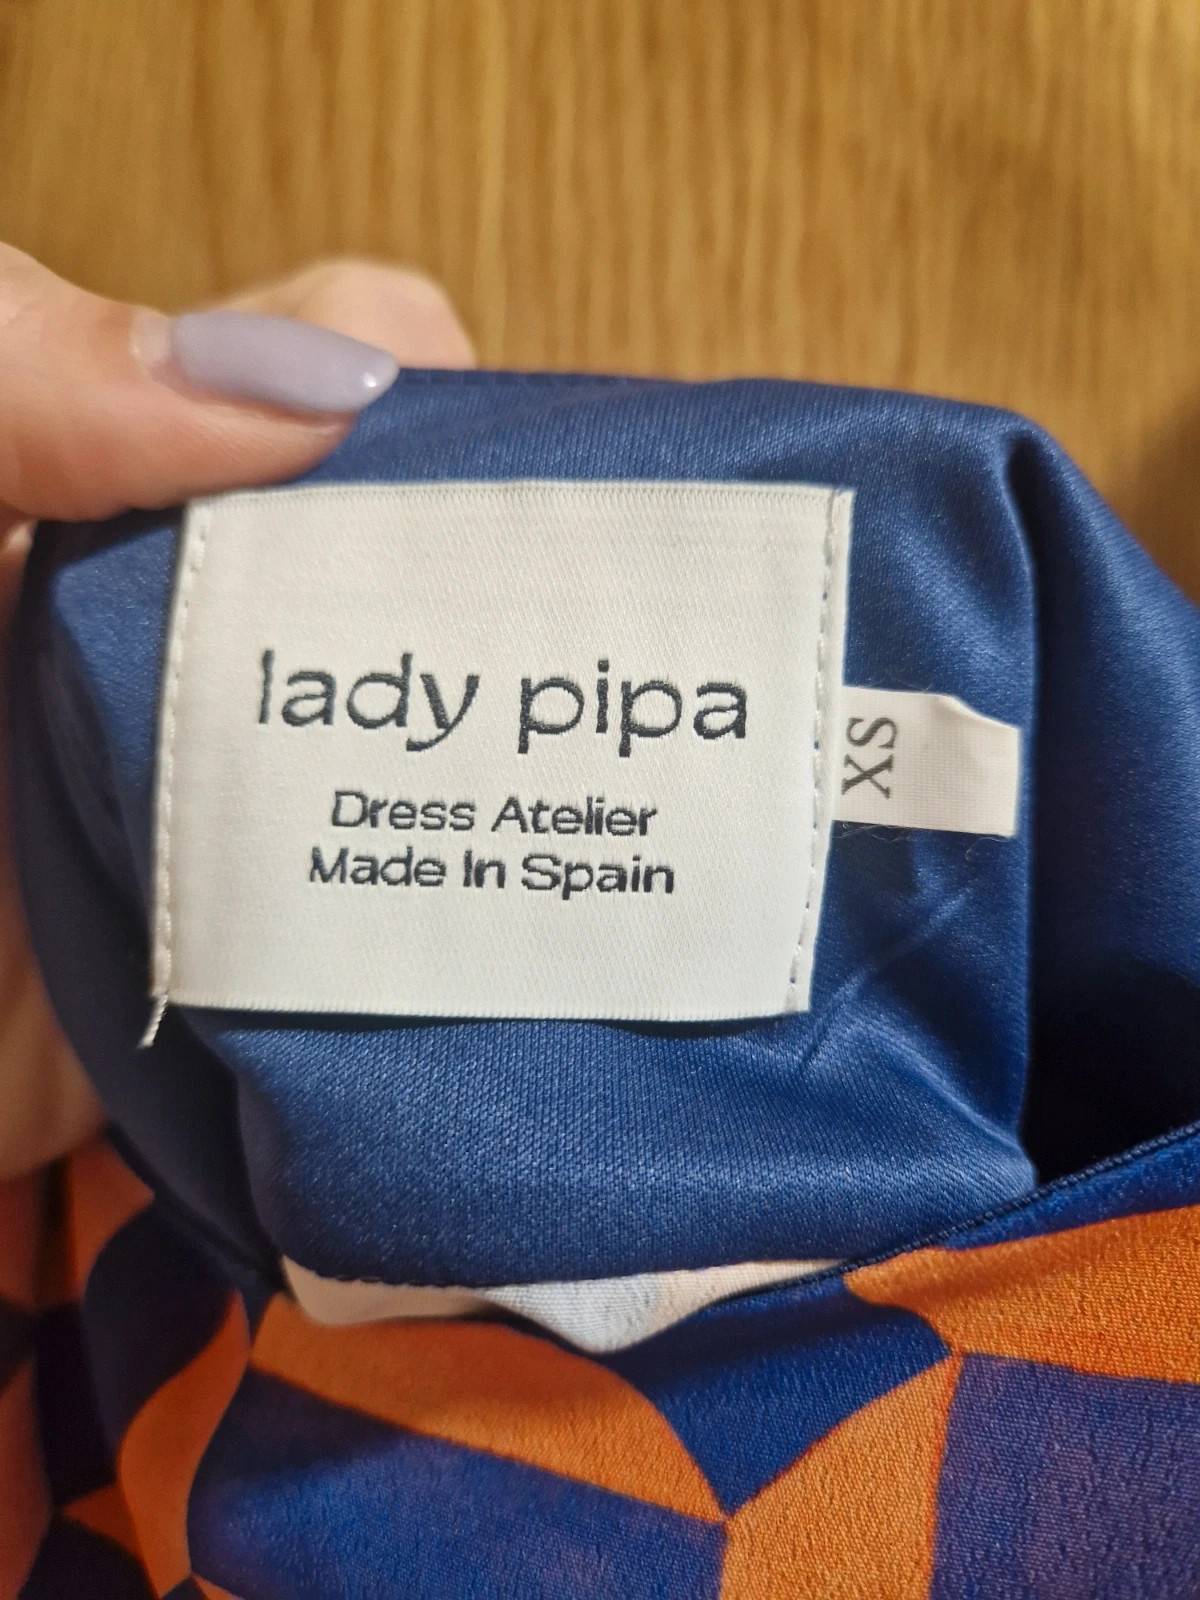 lady pipa
Dress Atelier
Made In Spain
XS